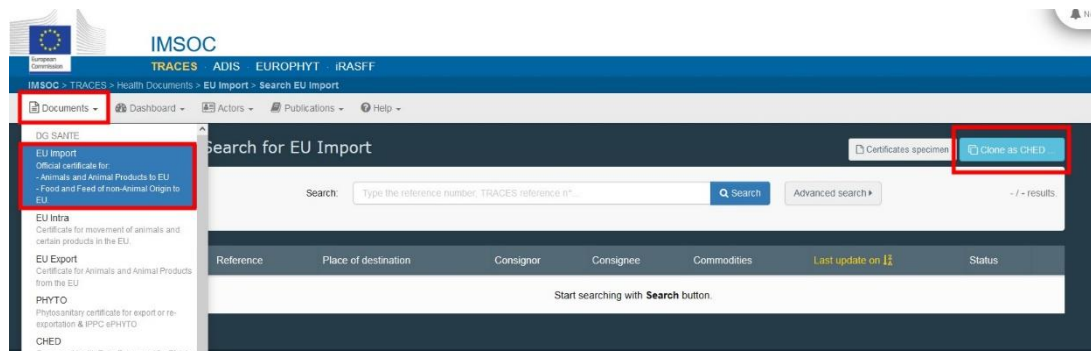 IMSOC
European
Commission
TRACES · ADIS · EUROPHYT · iRASFF
IMSOC > TRACES > Health Documents > EU Import > Search EU Import
Documents Dashboard Actors Publications Help
DG SANTE
EU Import
Official certificate for:
- Animals and Animal Products to EU
- Food and Feed of non-Animal Origin to
EU.
Search for EU Import
Certificates specimen
Clone as CHED ...
Search: Type the reference number, TRACES reference n°... Search Advanced search - / - results.
EU Intra
Certificate for movement of animals and
certain products in the EU.
EU Export
Certificate for Animals and Animal Products
from the EU
PHYTO
Phytosanitary certificate for export or re-
exportation & IPPC ePHYTO
CHED
Reference Place of destination Consignor Consignee Commodities Last update on Status
Start searching with Search button.